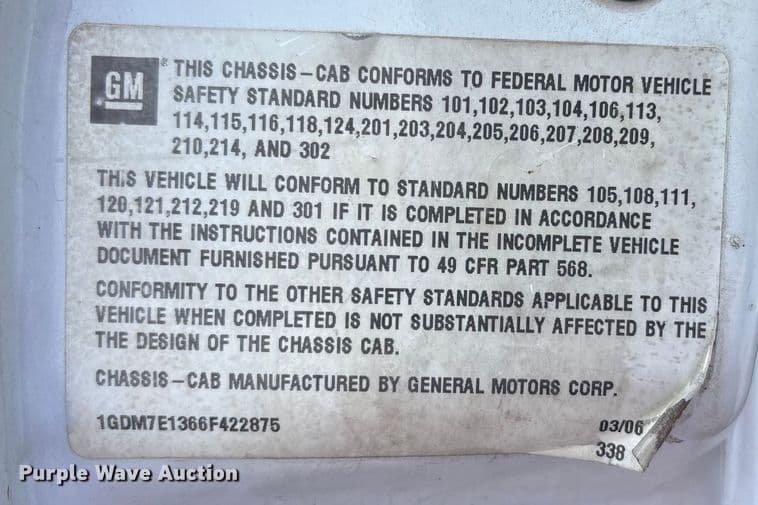 GM
THIS CHASSIS-CAB CONFORMS TO FEDERAL MOTOR VEHICLE
SAFETY STANDARD NUMBERS 101,102,103,104,106,113,
114,115,116,118,124,201,203,204,205,206,207,208,209,
210,214, AND 302
THIS VEHICLE WILL CONFORM TO STANDARD NUMBERS 105,108,111,
120,121,212,219 AND 301 IF IT IS COMPLETED IN ACCORDANCE
WITH THE INSTRUCTIONS CONTAINED IN THE INCOMPLETE VEHICLE
DOCUMENT FURNISHED PURSUANT TO 49 CFR PART 568.
CONFORMITY TO THE OTHER SAFETY STANDARDS APPLICABLE TO THIS
VEHICLE WHEN COMPLETED IS NOT SUBSTANTIALLY AFFECTED BY THE
THE DESIGN OF THE CHASSIS CAB.
CHASSIS-CAB MANUFACTURED BY GENERAL MOTORS CORP.
1GDM7E1366F422875 03/06
338
Purple Wave Auction